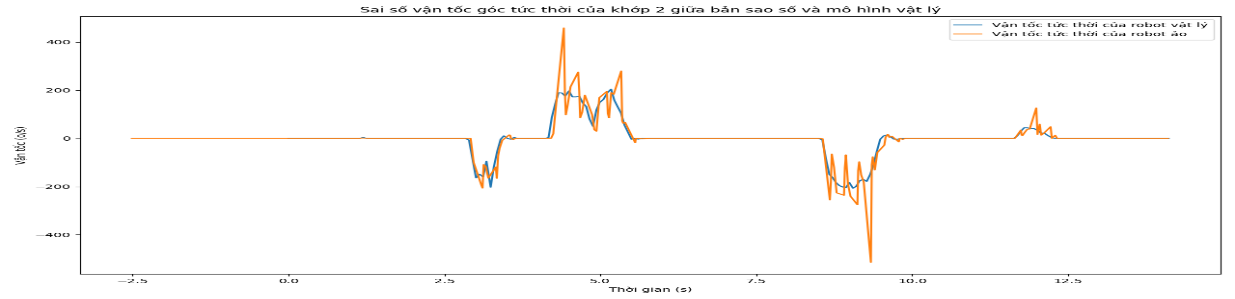 Sai số vận tốc góc tức thời của khớp 2 giữa bản sao số và mô hình vật lý
Vận tốc tức thời của robot vật lý
Vận tốc tức thời của robot ảo
400
200
0
−200
−400
Vận tốc (o/s)
−2.5 0.0 2.5 5.0 7.5 10.0 12.5
Thời gian (s)